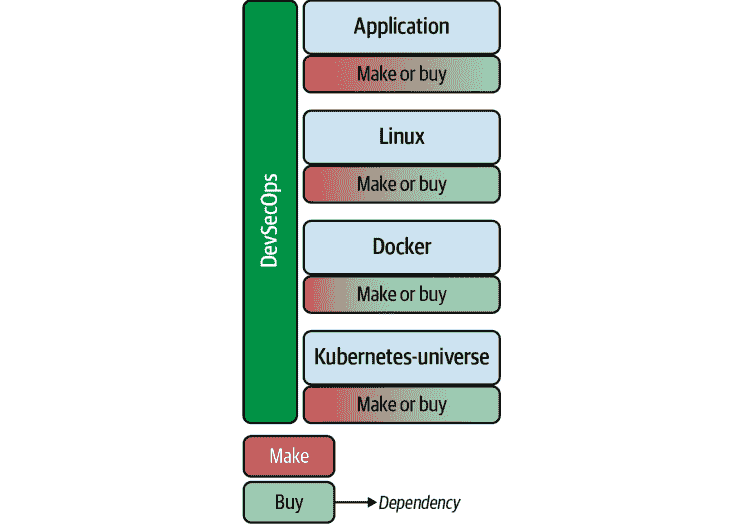 DevSecOps
Application
Make or buy
Linux
Make or buy
Docker
Make or buy
Kubernetes-universe
Make or buy
Make
Buy
Dependency